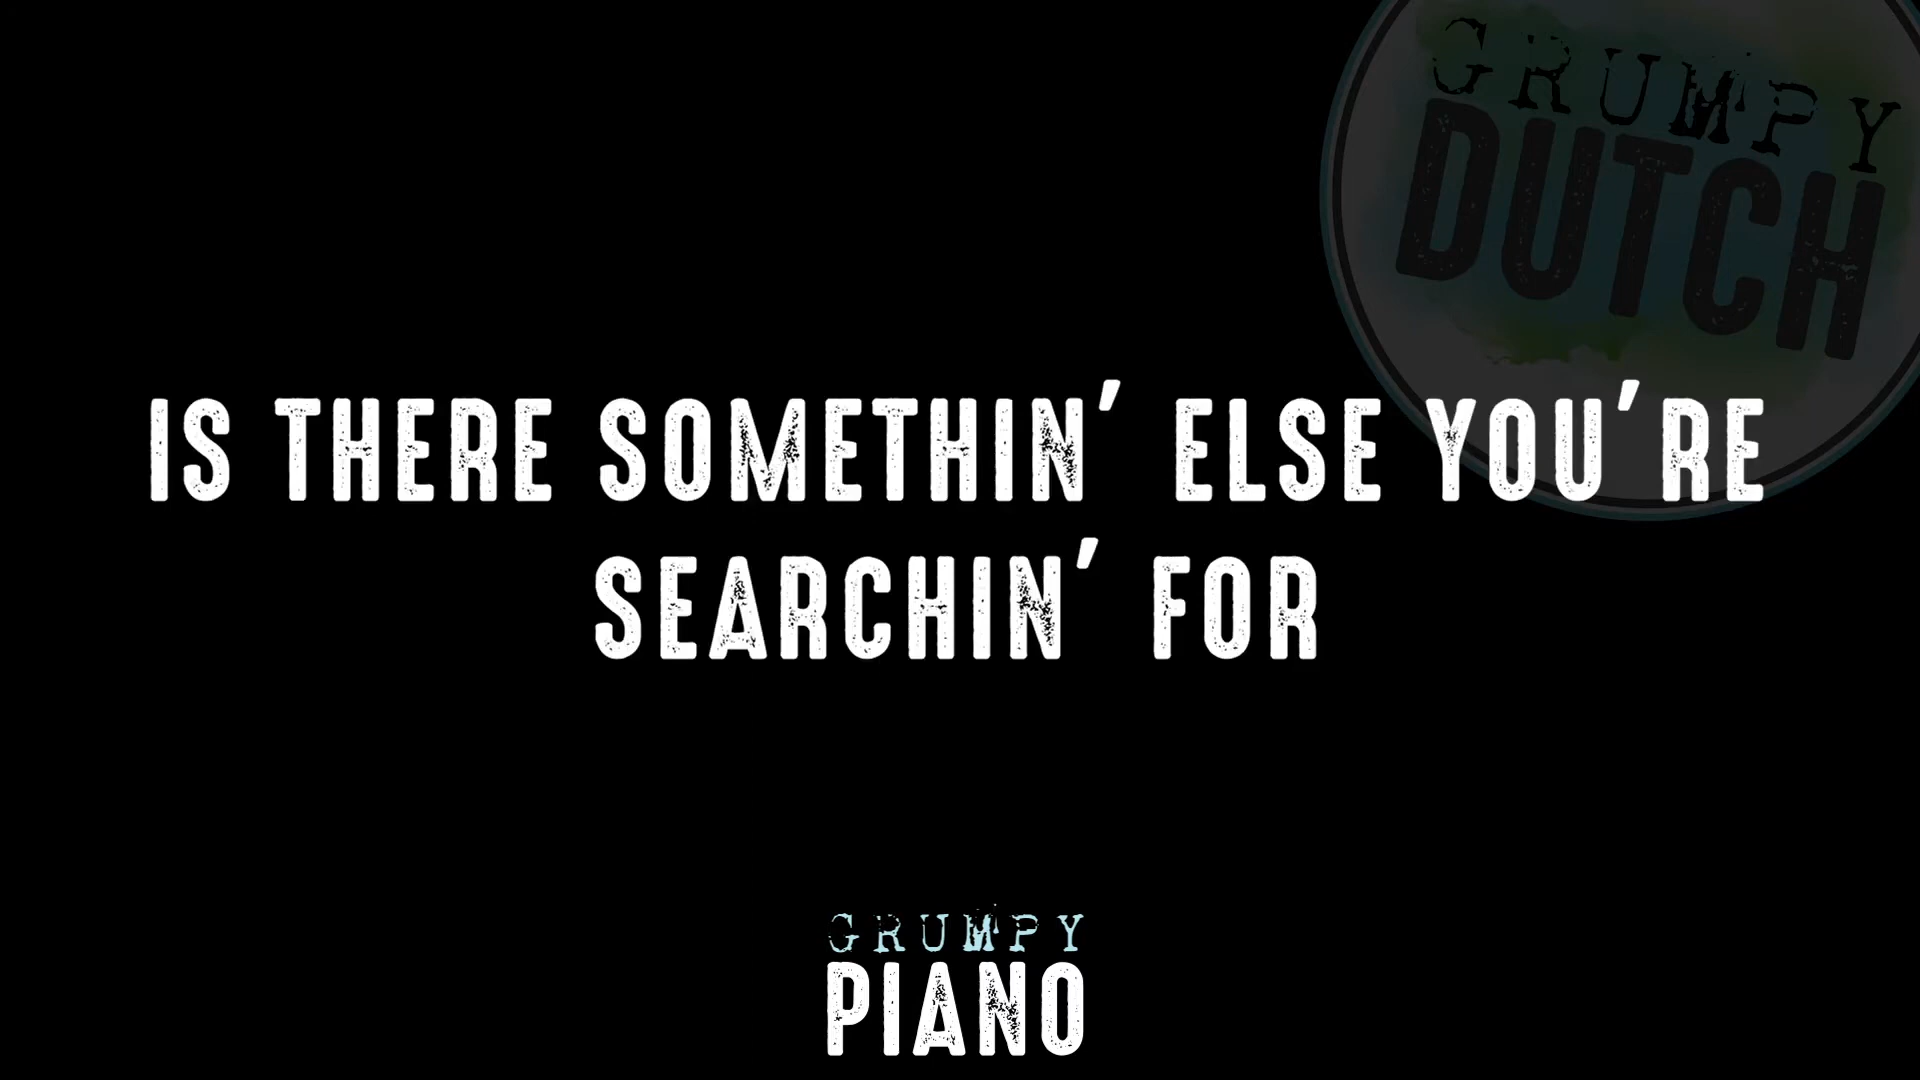 GRUMPY
DUTCH
IS THERE SOMETHIN' ELSE YOU'RE
SEARCHIN' FOR
GRUMPY
PIANO